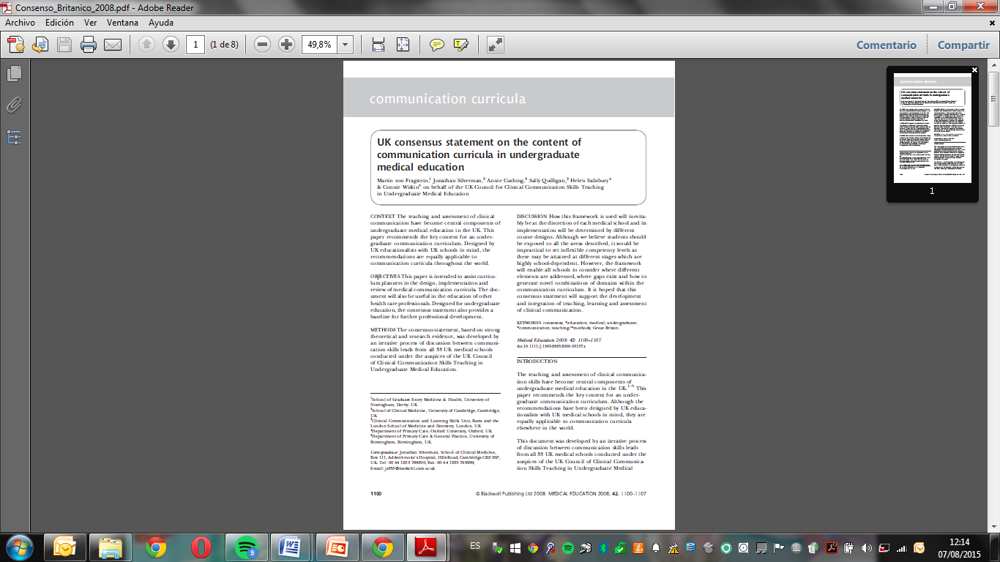 Consenso_Britanico_2008.pdf - Adobe Reader
Archivo Edición Ver Ventana Ayuda
1 (1 de 8) 49,8% Comentario Compartir
communication curricula
UK consensus statement on the content of
communication curricula in undergraduate
medical education
Martin von Fragstein,1 Jonathan Silverman,2 Annie Cushing,3 Sally Quilligan,2 Helen Salisbury4
& Connie Wiskin5 on behalf of the UK Council for Clinical Communication Skills Teaching
in Undergraduate Medical Education
CONTEXT The teaching and assessment of clinical
communication have become central components of
undergraduate medical education in the UK. This
paper recommends the key content for an under-
graduate communication curriculum. Designed by
UK educationalists with UK schools in mind, the
recommendations are equally applicable to
communication curricula throughout the world.
OBJECTIVES This paper is intended to assist curricu-
lum planners in the design, implementation and
review of medical communication curricula. The doc-
ument will also be useful in the education of other
health care professionals. Designed for undergraduate
education, the consensus statement also provides a
baseline for further professional development.
METHODS The consensus statement, based on strong
theoretical and research evidence, was developed by
an iterative process of discussion between communi-
cation skills leads from all 33 UK medical schools
conducted under the auspices of the UK Council
of Clinical Communication Skills Teaching in
Undergraduate Medical Education.
1School of Graduate Entry Medicine & Health, University of
Nottingham, Derby, UK
2School of Clinical Medicine, University of Cambridge, Cambridge,
UK
3Clinical Communication and Learning Skills Unit, Barts and the
London School of Medicine and Dentistry, London, UK
4Department of Primary Care, Oxford University, Oxford, UK
5Department of Primary Care & General Practice, University of
Birmingham, Birmingham, UK
Correspondence: Jonathan Silverman, School of Clinical Medicine,
Box 111, Addenbrooke's Hospital, Hills Road, Cambridge CB2 0SP,
UK. Tel: 00 44 1223 769290; Fax: 00 44 1223 769289;
E-mail: js355@medschl.cam.ac.uk
DISCUSSION How this framework is used will inevita-
bly be at the discretion of each medical school and its
implementation will be determined by different
course designs. Although we believe students should
be exposed to all the areas described, it would be
impractical to set inflexible competency levels as
these may be attained at different stages which are
highly school-dependent. However, the framework
will enable all schools to consider where different
elements are addressed, where gaps exist and how to
generate novel combinations of domains within the
communication curriculum. It is hoped that this
consensus statement will support the development
and integration of teaching, learning and assessment
of clinical communication.
KEYWORDS consensus; *education; medical; undergraduate;
*communication; teaching/*methods; Great Britain.
Medical Education 2008: 42: 1100–1107
doi:10.1111/j.1365-2923.2008.03137.x
INTRODUCTION
The teaching and assessment of clinical communica-
tion skills have become central components of
undergraduate medical education in the UK.1–6 This
paper recommends the key content for an under-
graduate communication curriculum. Although the
recommendations have been designed by UK educa-
tionalists with UK medical schools in mind, they are
equally applicable to communication curricula
elsewhere in the world.
This document was developed by an iterative process
of discussion between communication skills leads
from all 33 UK medical schools conducted under the
auspices of the UK Council of Clinical Communica-
tion Skills Teaching in Undergraduate Medical
1100 © Blackwell Publishing Ltd 2008. MEDICAL EDUCATION 2008; 42: 1100–1107
1
9
ES
12:14
07/08/2015